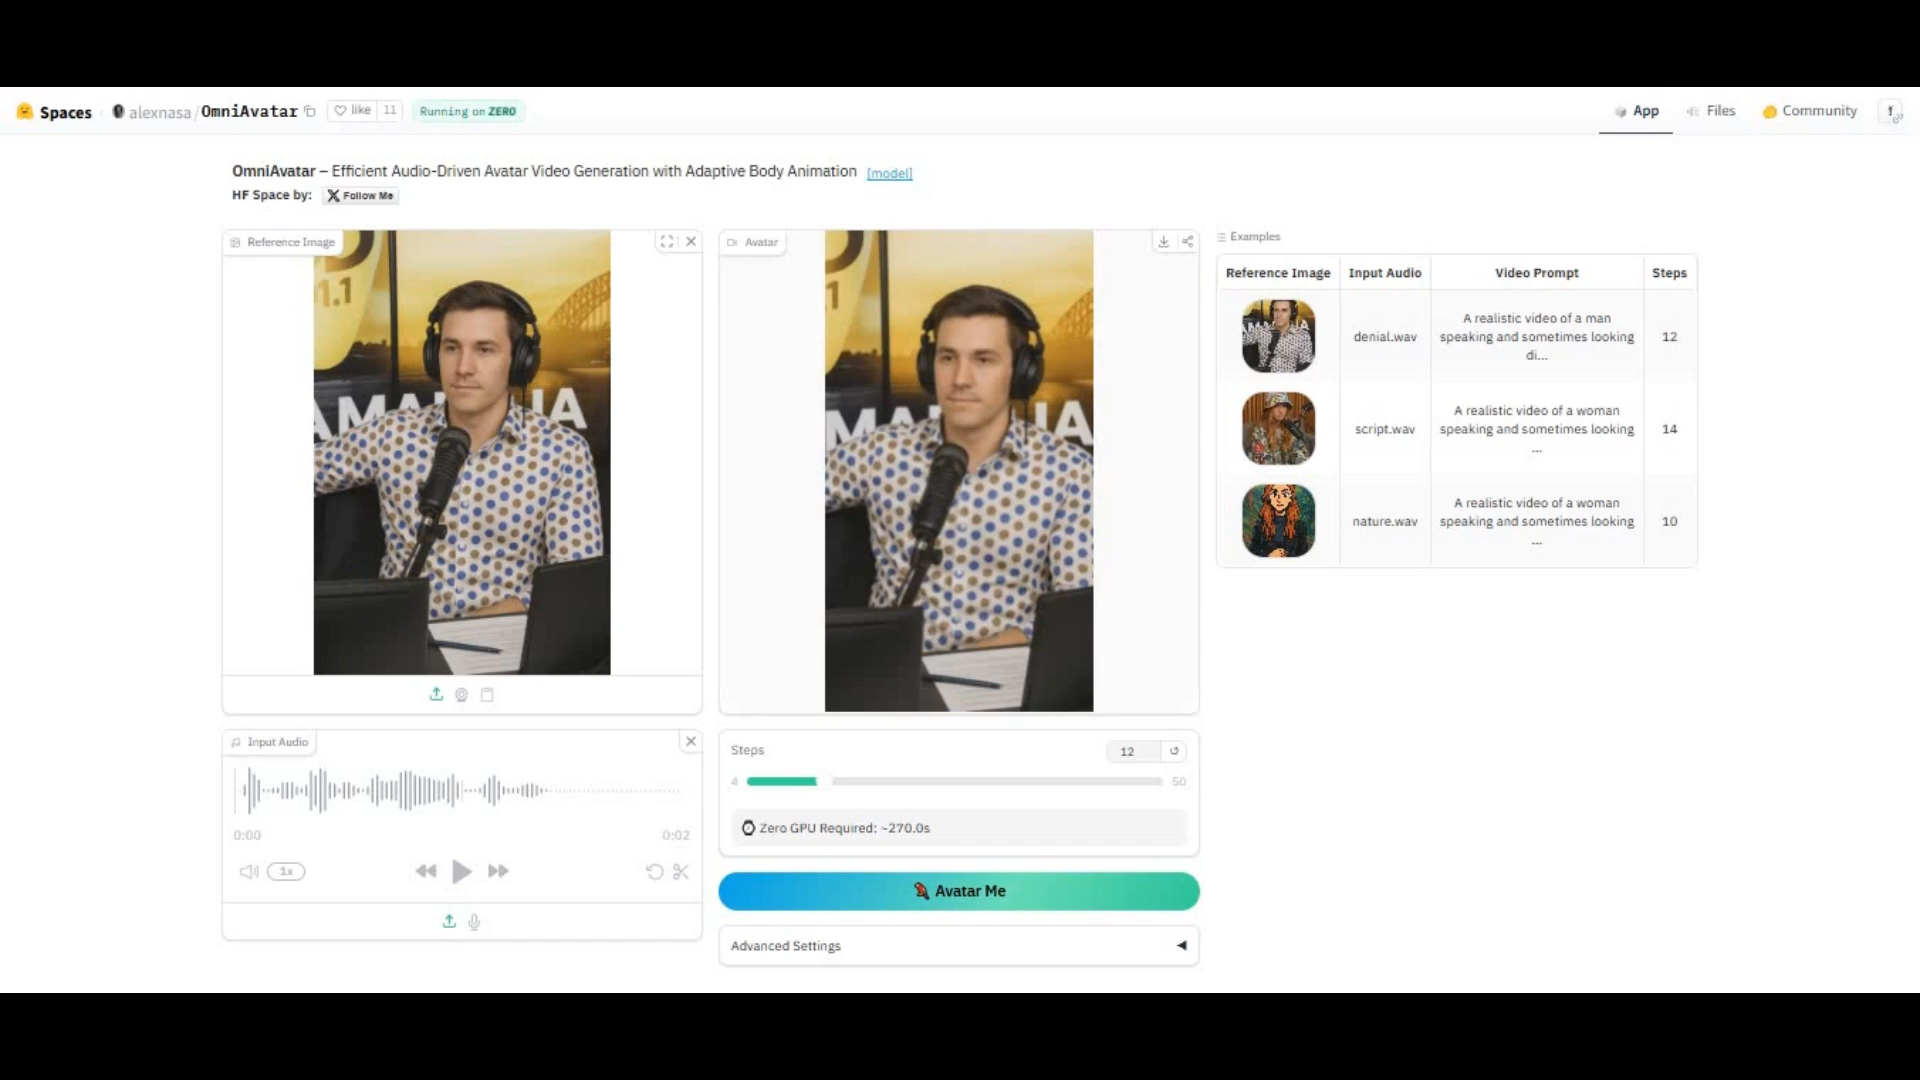 Spaces
alexnasa/OmniAvatar
like 11
Running on ZERO
App
Files
Community
OmniAvatar – Efficient Audio-Driven Avatar Video Generation with Adaptive Body Animation [model]
HF Space by: Follow Me
Reference Image
1.1
Avatar
Input Audio
0:00
0:02
1x
Steps
12
4
50
Zero GPU Required: ~270.0s
Avatar Me
Advanced Settings
Examples
Reference Image Input Audio Video Prompt Steps
denial.wav
A realistic video of a man
speaking and sometimes looking
di...
12
script.wav
A realistic video of a woman
speaking and sometimes looking
...
14
nature.wav
A realistic video of a woman
speaking and sometimes looking
...
10